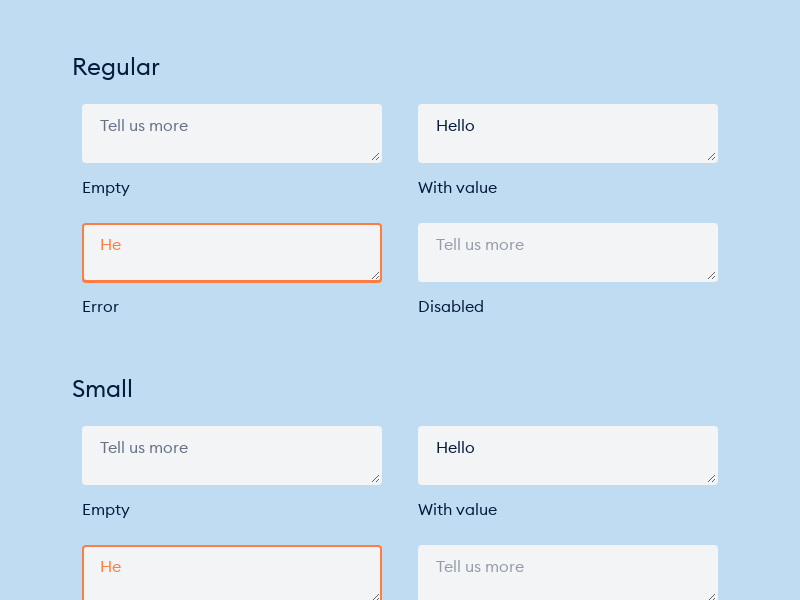 Regular
Tell us more
Hello
Empty
With value
He
Tell us more
Error
Disabled
Small
Tell us more
Hello
Empty
With value
He
Tell us more